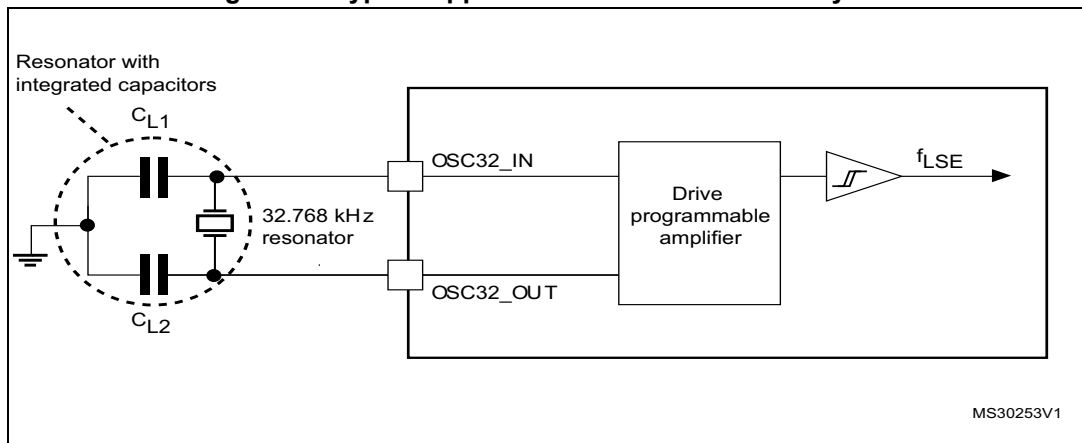 Resonator with
integrated capacitors
CL1
OSC32_IN
fLSE
Drive
programmable
amplifier
32.768 kHz
resonator
OSC32_OUT
CL2
MS30253V1